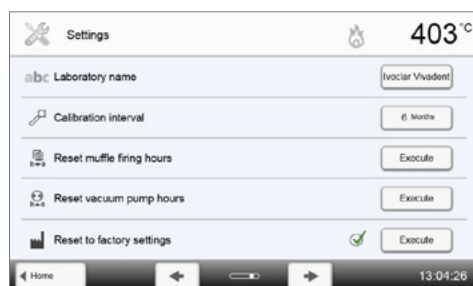 Settings 403°C
abc Laboratory name Ivoclar Vivadent
Calibration interval 6 Months
Reset muffle firing hours Execute
Reset vacuum pump hours Execute
Reset to factory settings Execute
Home 13:04:26